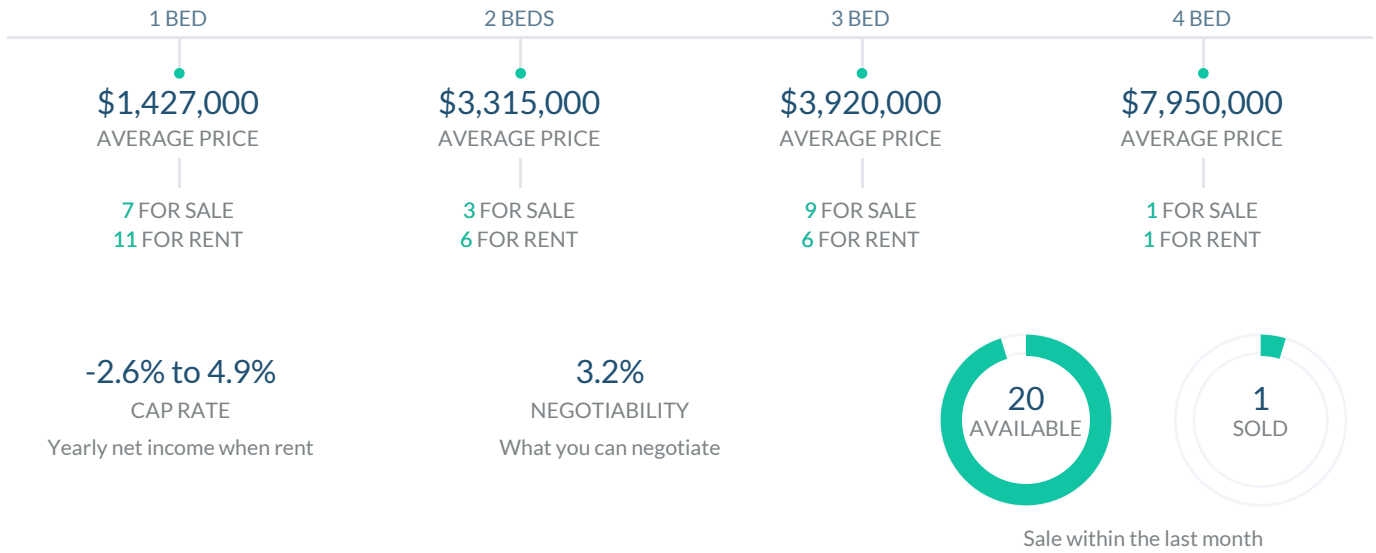 1 BED
2 BEDS
3 BED
4 BED
$1,427,000
$3,315,000
$3,920,000
$7,950,000
AVERAGE PRICE
AVERAGE PRICE
AVERAGE PRICE
AVERAGE PRICE
7 FOR SALE
3 FOR SALE
9 FOR SALE
1 FOR SALE
11 FOR RENT
6 FOR RENT
6 FOR RENT
1 FOR RENT
-2.6% to 4.9%
CAP RATE
Yearly net income when rent
3.2%
NEGOTIABILITY
What you can negotiate
20
AVAILABLE
1
SOLD
Sale within the last month